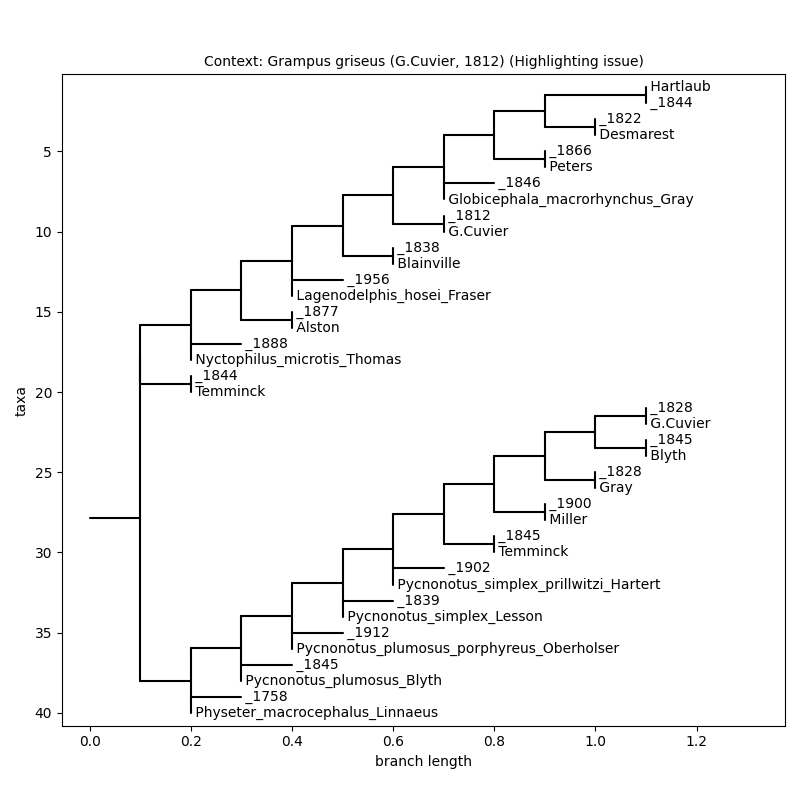 Context: Grampus griseus (G.Cuvier, 1812) (Highlighting issue)
Hartlaub
_1844
_1822
Desmarest
_1866
Peters
_1846
Globicephala_macrorhynchus_Gray
_1812
G.Cuvier
_1838
Blainville
_1956
Lagenodelphis_hosei_Fraser
_1877
Alston
_1888
Nyctophilus_microtis_Thomas
_1844
Temminck
_1828
G.Cuvier
_1845
Blyth
_1828
Gray
_1900
Miller
_1845
Temminck
_1902
Pycnonotus_simplex_prillwitzi_Hartert
_1839
Pycnonotus_simplex_Lesson
_1912
Pycnonotus_plumosus_porphyreus_Oberholser
_1845
Pycnonotus_plumosus_Blyth
_1758
Physeter_macrocephalus_Linnaeus
5
10
15
20
25
30
35
40
taxa
0.0 0.2 0.4 0.6 0.8 1.0 1.2
branch length